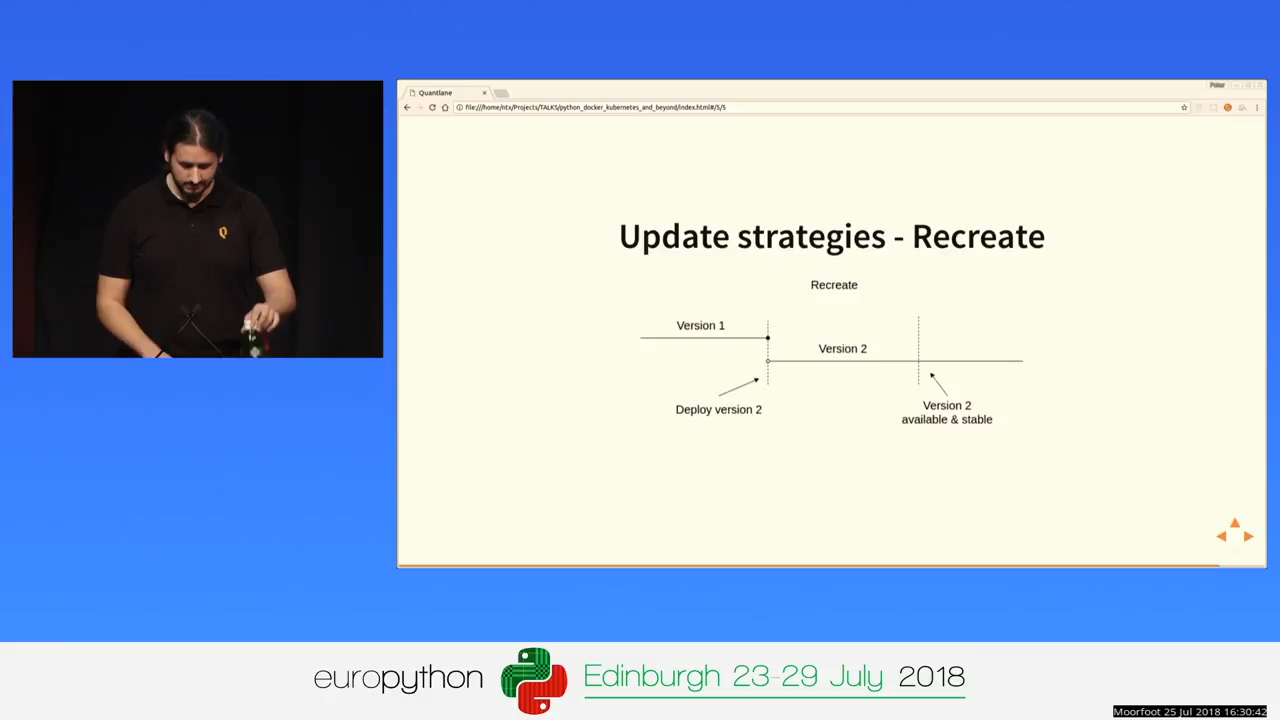 Quantlane
Peter
file:///home/ntx/Projects/TALKS/python_docker_kubernetes_and_beyond/index.html#/5/5
Update strategies - Recreate
Recreate
Version 1
Version 2
Deploy version 2
Version 2
available & stable
europython
Edinburgh 23-29 July 2018
Moorfoot 25 Jul 2018 16:30:42